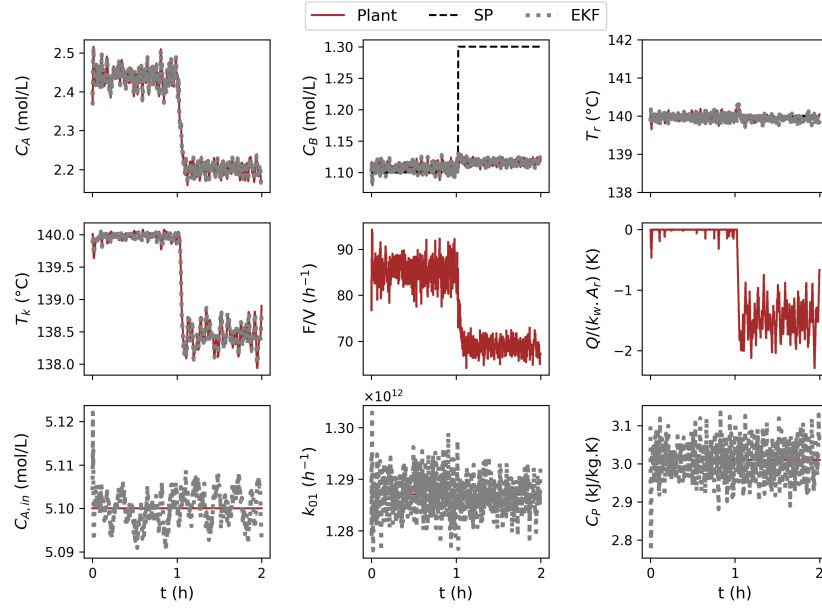 Plant SP EKF
C_A (mol/L)
2.5
2.4
2.3
2.2
C_B (mol/L)
1.30
1.25
1.20
1.15
1.10
T_r (°C)
142
141
140
139
138
T_k (°C)
140.0
139.5
139.0
138.5
138.0
F/V (h⁻¹)
90
80
70
Q/(k_w.A_r) (K)
0
−1
−2
C_{A,in} (mol/L)
5.12
5.11
5.10
5.09
0 1 2
t (h)
×10¹²
k_{01} (h⁻¹)
1.30
1.29
1.28
0 1 2
t (h)
C_P (kJ/kg.K)
3.1
3.0
2.9
2.8
0 1 2
t (h)